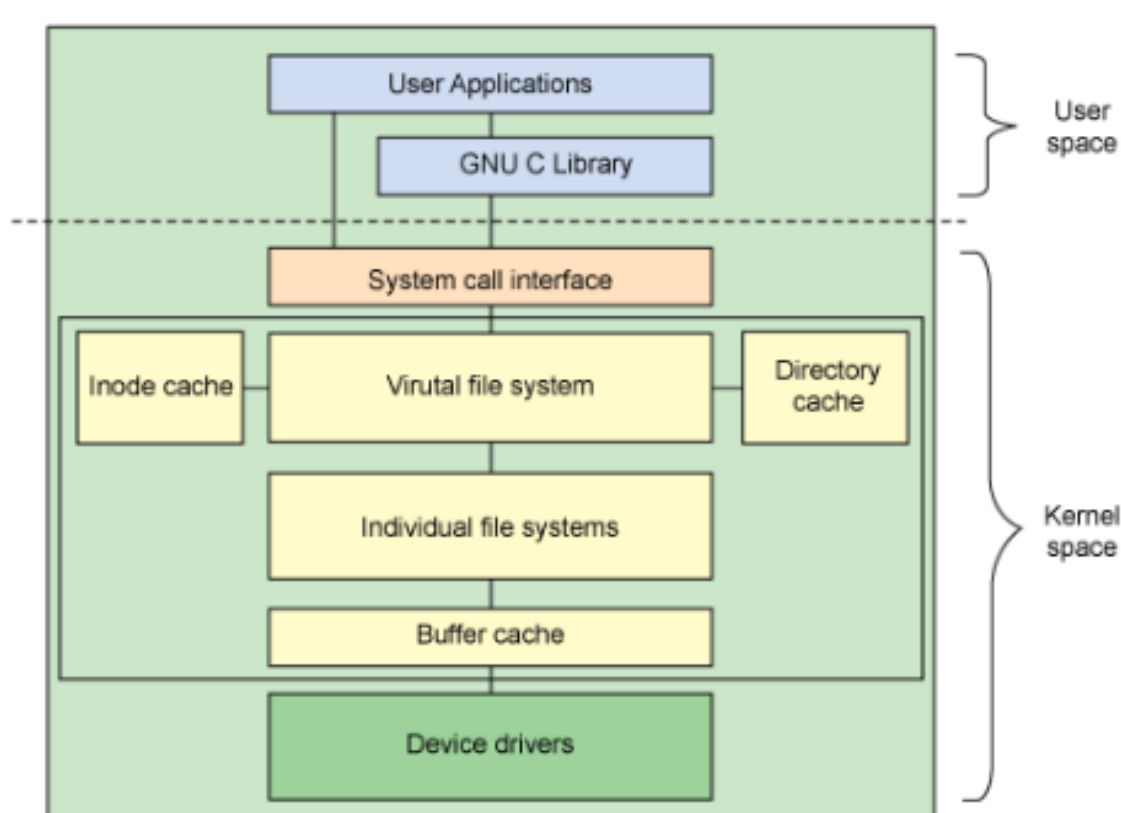 User Applications
User
space
GNU C Library
System call interface
Inode cache
Virutal file system
Directory
cache
Individual file systems
Kernel
space
Buffer cache
Device drivers